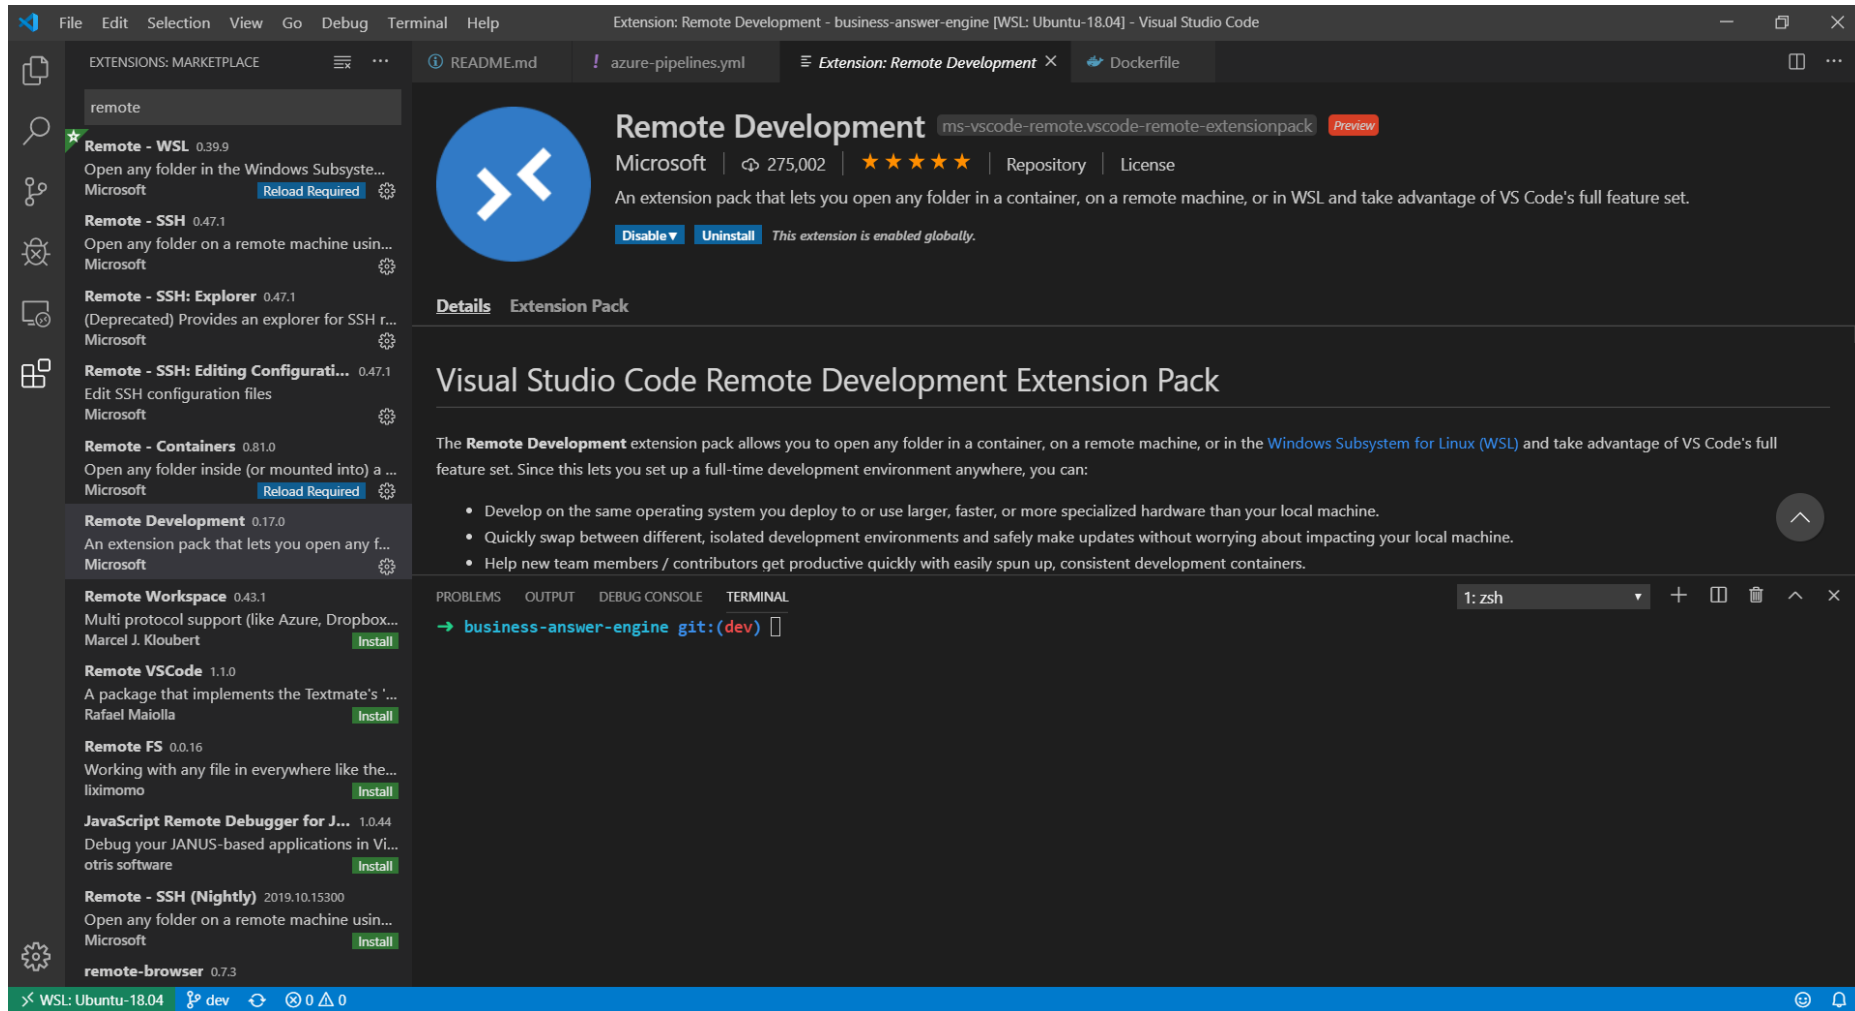 File Edit Selection View Go Debug Terminal Help
Extension: Remote Development - business-answer-engine [WSL: Ubuntu-18.04] - Visual Studio Code
EXTENSIONS: MARKETPLACE
remote
Remote - WSL 0.39.9
Open any folder in the Windows Subsyste...
Microsoft Reload Required
Remote - SSH 0.47.1
Open any folder on a remote machine usin...
Microsoft
Remote - SSH: Explorer 0.47.1
(Deprecated) Provides an explorer for SSH r...
Microsoft
Remote - SSH: Editing Configurati... 0.47.1
Edit SSH configuration files
Microsoft
Remote - Containers 0.81.0
Open any folder inside (or mounted into) a ...
Microsoft Reload Required
Remote Development 0.17.0
An extension pack that lets you open any f...
Microsoft
Remote Workspace 0.43.1
Multi protocol support (like Azure, Dropbox...
Marcel J. Kloubert Install
Remote VSCode 1.1.0
A package that implements the Textmate's '...
Rafael Maiolla Install
Remote FS 0.0.16
Working with any file in everywhere like the...
liximomo Install
JavaScript Remote Debugger for J... 1.0.44
Debug your JANUS-based applications in Vi...
otris software Install
Remote - SSH (Nightly) 2019.10.15300
Open any folder on a remote machine usin...
Microsoft Install
remote-browser 0.7.3
README.md ! azure-pipelines.yml Extension: Remote Development Dockerfile
Remote Development ms-vscode-remote.vscode-remote-extensionpack Preview
Microsoft 275,002 Repository License
An extension pack that lets you open any folder in a container, on a remote machine, or in WSL and take advantage of VS Code's full feature set.
Disable Uninstall This extension is enabled globally.
Details Extension Pack
Visual Studio Code Remote Development Extension Pack
The Remote Development extension pack allows you to open any folder in a container, on a remote machine, or in the Windows Subsystem for Linux (WSL) and take advantage of VS Code's full
feature set. Since this lets you set up a full-time development environment anywhere, you can:
• Develop on the same operating system you deploy to or use larger, faster, or more specialized hardware than your local machine.
• Quickly swap between different, isolated development environments and safely make updates without worrying about impacting your local machine.
• Help new team members / contributors get productive quickly with easily spun up, consistent development containers.
PROBLEMS OUTPUT DEBUG CONSOLE TERMINAL 1: zsh
➜ business-answer-engine git:(dev)
WSL: Ubuntu-18.04 dev 0 0